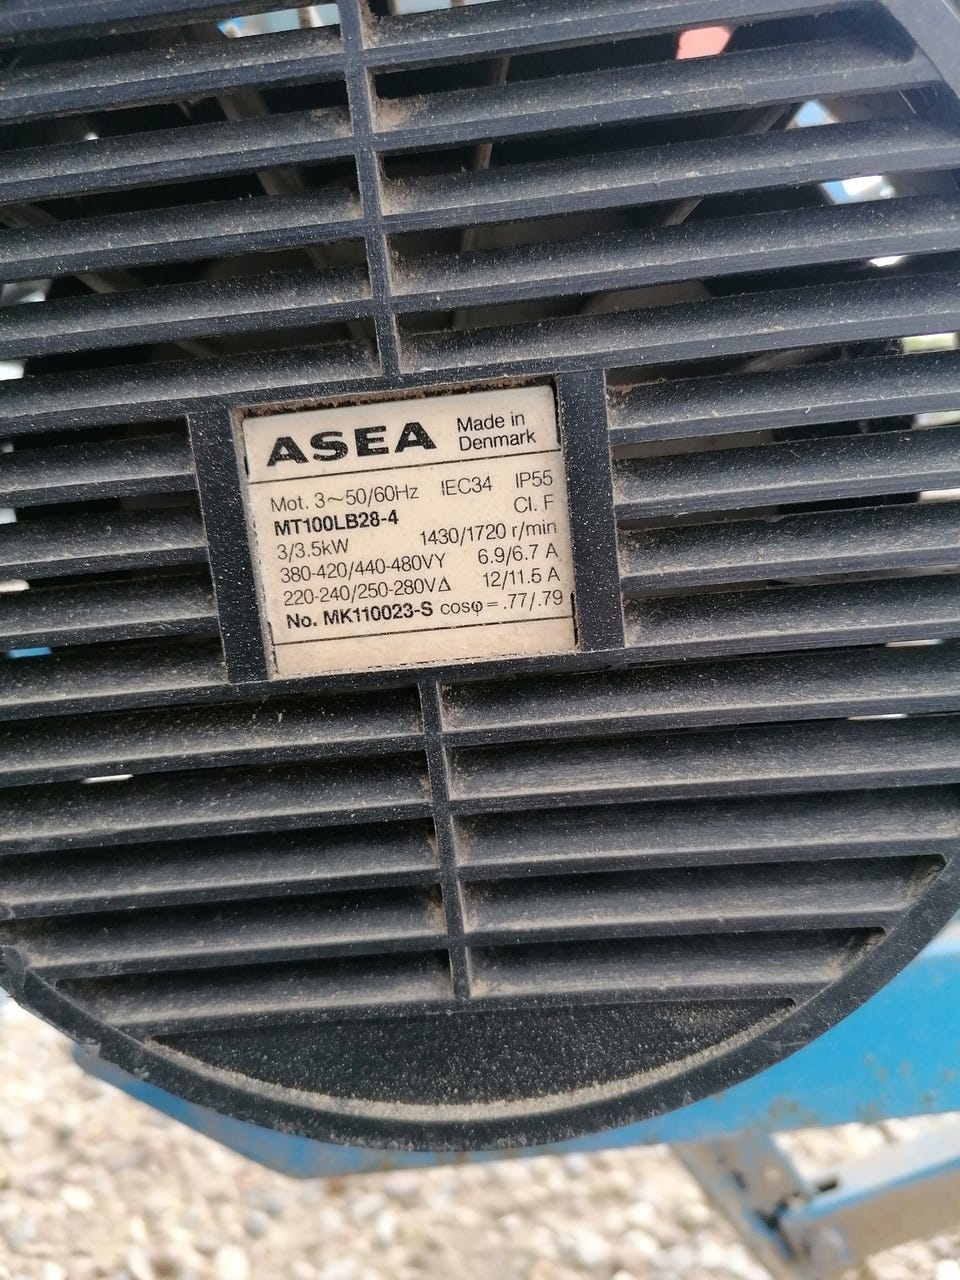 ASEA Made in Denmark
Mot. 3~50/60Hz IEC34 IP55
MT100LB28-4 Cl. F
3/3.5kW 1430/1720 r/min
380-420/440-480VY 6.9/6.7 A
220-240/250-280VΔ 12/11.5 A
No. MK110023-S cosφ = .77/.79